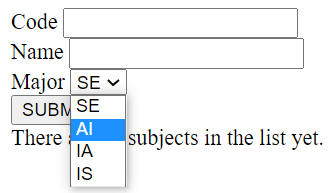 Code
Name
Major SE
SUBM SE
AI
There subjects in the list yet.
IA
IS